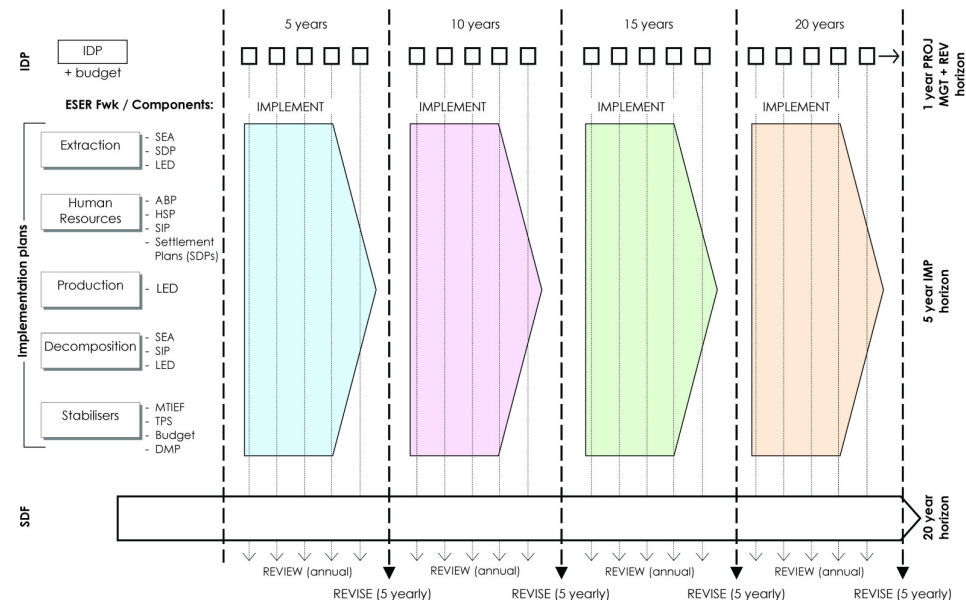 5 years
10 years
15 years
20 years
IDP
IDP
+ budget
1 year PROJ
MGT + REV
horizon
ESER Fwk / Components:
IMPLEMENT
IMPLEMENT
IMPLEMENT
IMPLEMENT
Implementation plans
Extraction
- SEA
- SDP
- LED
Human
Resources
- ABP
- HSP
- SIP
- Settlement
Plans (SDPs)
Production
- LED
5 year IMP
horizon
Decomposition
- SEA
- SIP
- LED
Stabilisers
- MTIEF
- TPS
- Budget
- DMP
SDF
20 year
horizon
REVIEW (annual)
REVIEW (annual)
REVIEW (annual)
REVIEW (annual)
REVISE (5 yearly)
REVISE (5 yearly)
REVISE (5 yearly)
REVISE (5 yearly)